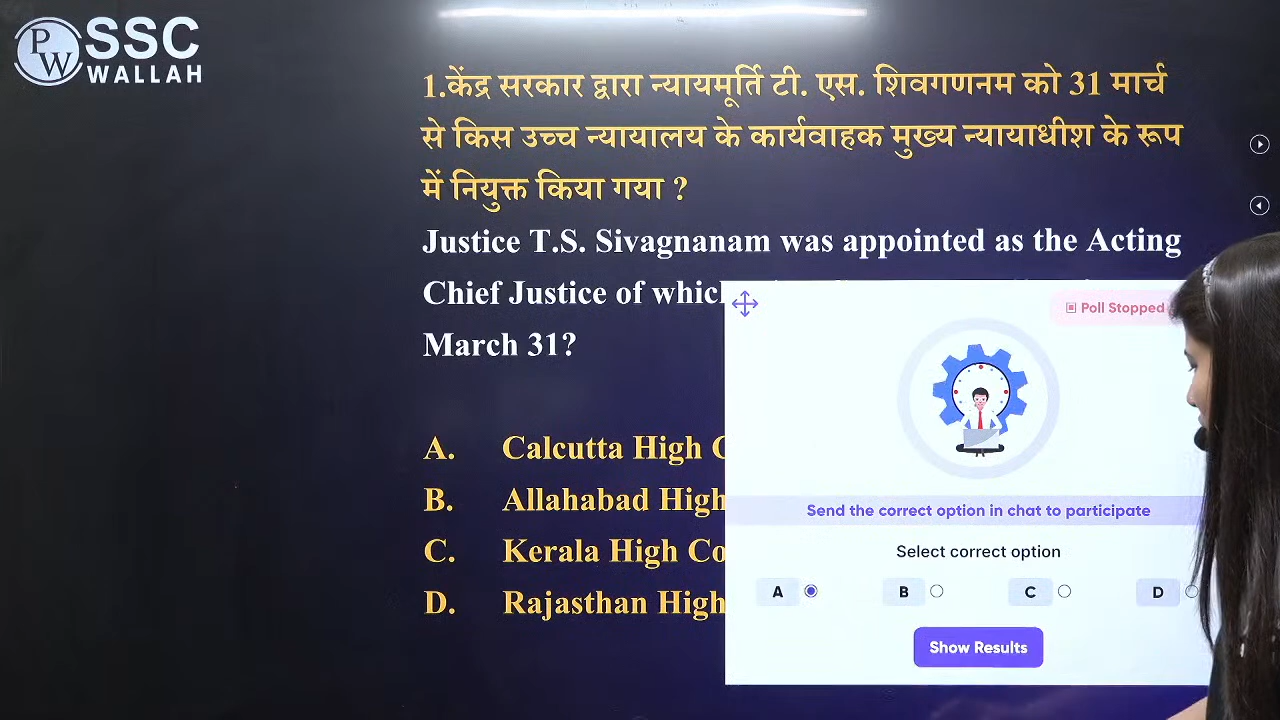 PW
SSC
WALLAH
1.केंद्र सरकार द्वारा न्यायमूर्ति टी. एस. शिवगणनम को 31 मार्च
से किस उच्च न्यायालय के कार्यवाहक मुख्य न्यायाधीश के रूप
में नियुक्त किया गया ?
Justice T.S. Sivagnanam was appointed as the Acting
Chief Justice of
March 31?
Poll Stopped
A. Calcutta High
B. Allahabad High
C. Kerala High
D. Rajasthan High
Send the correct option in chat to participate
Select correct option
A B C D
Show Results